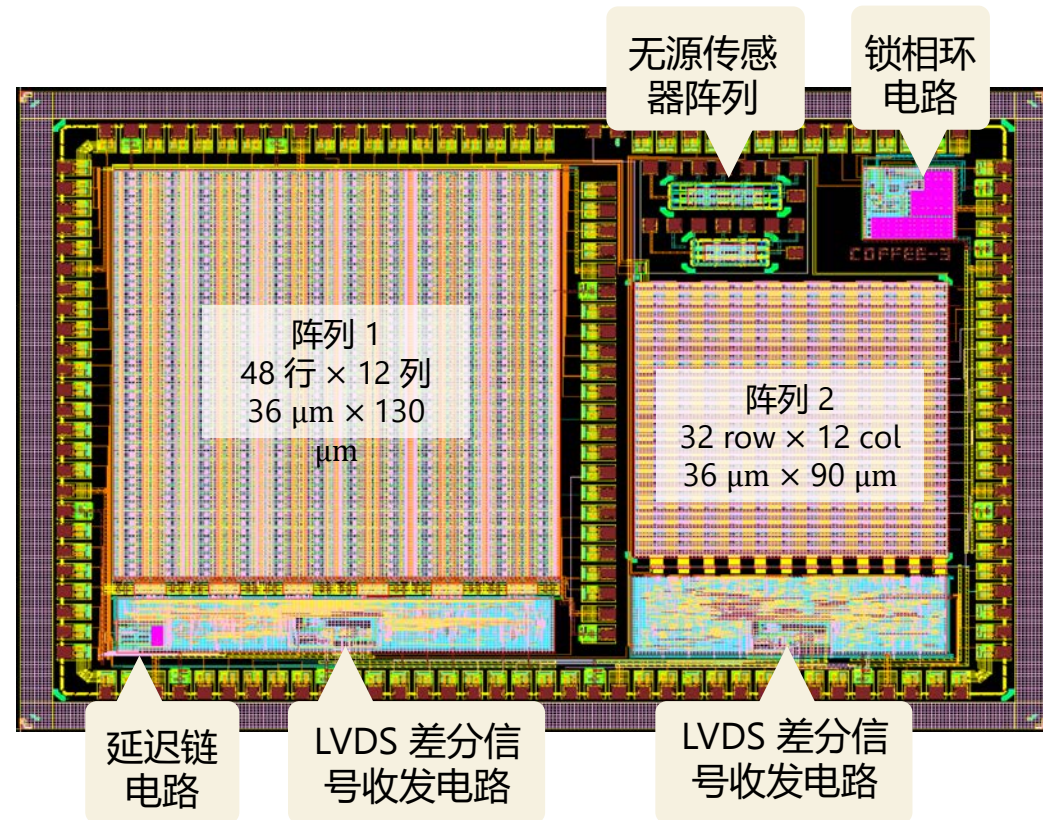 无源传感
器阵列
锁相环
电路
COFFEE-3
阵列 1
48 行 × 12 列
36 μm × 130
μm
阵列 2
32 row × 12 col
36 μm × 90 μm
延迟链
电路
LVDS 差分信
号收发电路
LVDS 差分信
号收发电路